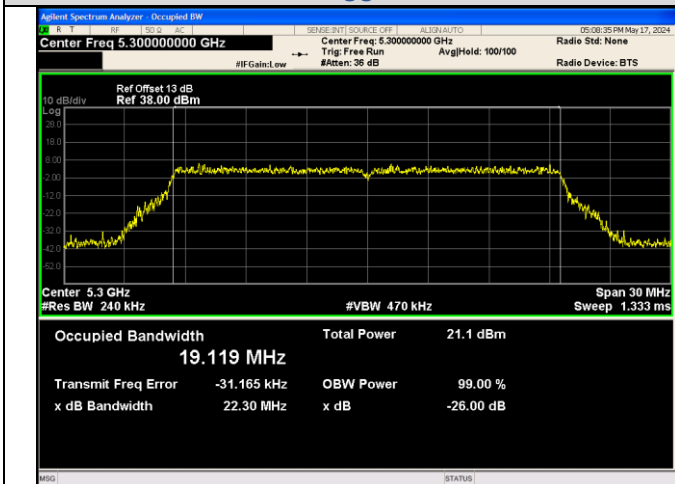 Agilent Spectrum Analyzer - Occupied BW
R T RF 50 Ω AC SENSE:INT SOURCE OFF ALIGN AUTO 05:08:35 PM May 17, 2024
Center Freq 5.300000000 GHz Center Freq: 5.300000000 GHz Radio Std: None
Trig: Free Run Avg|Hold: 100/100
#IFGain:Low #Atten: 36 dB Radio Device: BTS
Ref Offset 13 dB
10 dB/div Ref 38.00 dBm
Log
28.0
18.0
8.00
-2.00
-12.0
-22.0
-32.0
-42.0
-52.0
Center 5.3 GHz Span 30 MHz
#Res BW 240 kHz #VBW 470 kHz Sweep 1.333 ms
Occupied Bandwidth Total Power 21.1 dBm
19.119 MHz
Transmit Freq Error -31.165 kHz OBW Power 99.00 %
x dB Bandwidth 22.30 MHz x dB -26.00 dB
MSG STATUS